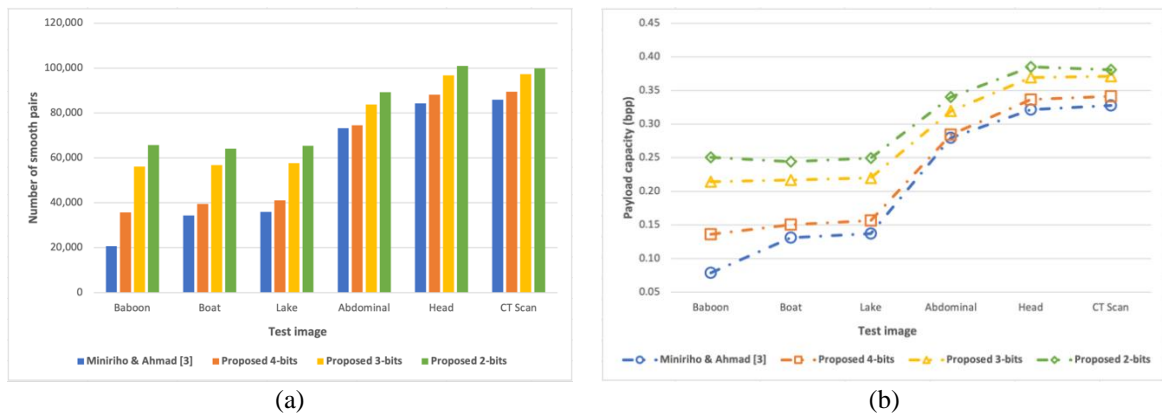 120,000
100,000
80,000
60,000
40,000
20,000
0
Number of smooth pairs
Baboon Boat Lake Abdominal Head CT Scan
Test image
Miniriho & Ahmad [3] Proposed 4-bits Proposed 3-bits Proposed 2-bits
(a)
0.45
0.40
0.35
0.30
0.25
0.20
0.15
0.10
0.05
Payload capacity (bpp)
Baboon Boat Lake Abdominal Head CT Scan
Test image
Miniriho & Ahmad [3] Proposed 4-bits Proposed 3-bits Proposed 2-bits
(b)